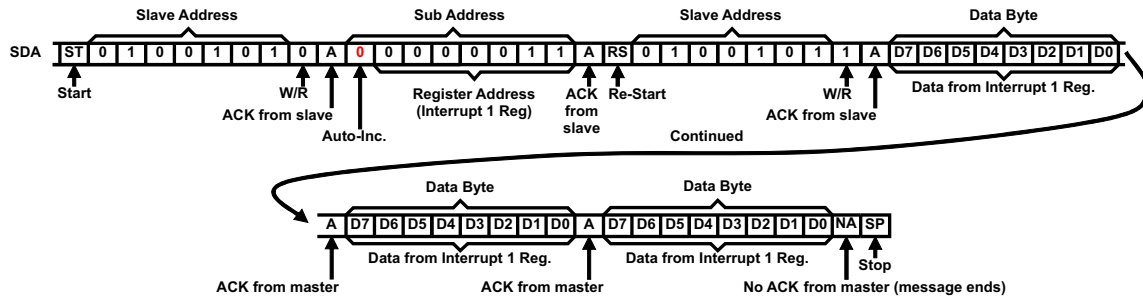 Slave Address Sub Address Slave Address Data Byte
SDA ST 0 1 0 0 1 0 1 0 A 0 0 0 0 0 0 1 1 A RS 0 1 0 0 1 0 1 1 A D7 D6 D5 D4 D3 D2 D1 D0
Start W/R Register Address ACK Re-Start W/R Data from Interrupt 1 Reg.
(Interrupt 1 Reg) from
ACK from slave slave ACK from slave
Auto-Inc. Continued
Data Byte Data Byte
A D7 D6 D5 D4 D3 D2 D1 D0 A D7 D6 D5 D4 D3 D2 D1 D0 NA SP
Data from Interrupt 1 Reg. Data from Interrupt 1 Reg. Stop
ACK from master ACK from master No ACK from master (message ends)